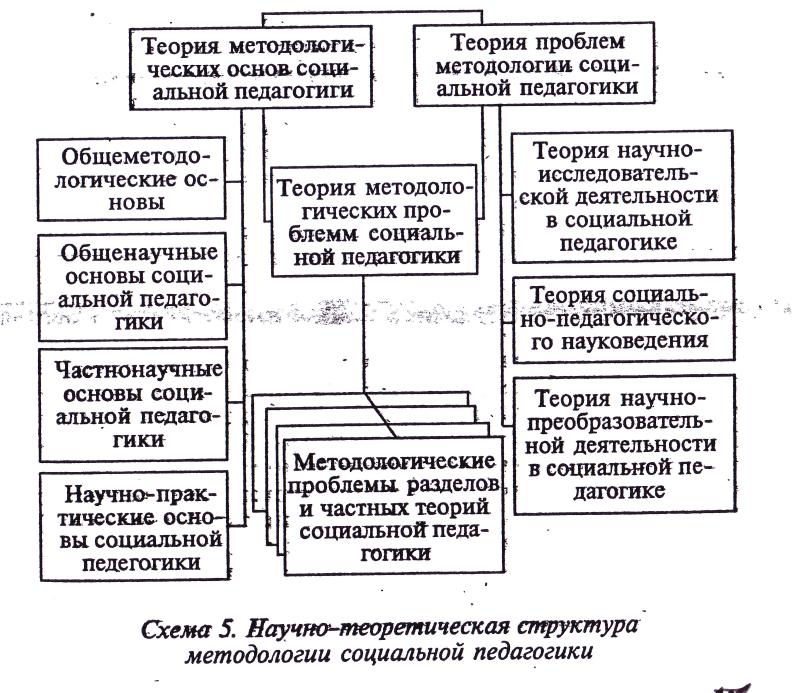 Теория методологи-
ческих основ соци-
альной педагогиги
Теория проблем
методологии соци-
альной педагогики
Общеметодо-
логические ос-
новы
Общенаучные
основы соци-
альной педаго-
гики
Частнонаучные
основы соци-
альной педаго-
гики
Научно-прак-
тические осно-
вы социальной
педегогики
Теория методоло-
гических про-
блемм социаль-
ной педагогики
Методологические
проблемы разделов
и частных теорий
социальной педа-
гогики
Теория научно-
исследователь-
ской деятельности
в социальной
педагогике
Теория социаль-
но-педагогическо-
го науковедения
Теория научно-
преобразователь-
ной деятельности
в социальной пе-
дагогике
Схема 5. Научно-теоретическая структура
методологии социальной педагогики